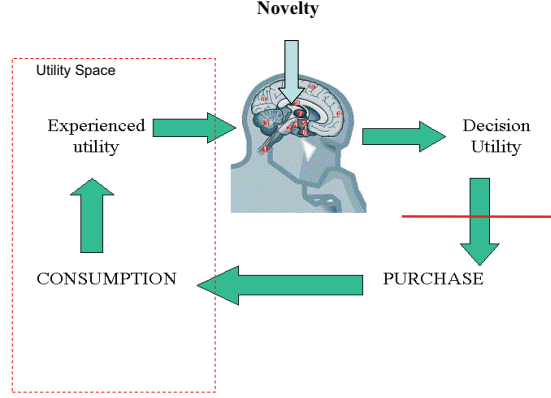 Novelty
Utility Space
Experienced
utility
Decision
Utility
CONSUMPTION
PURCHASE